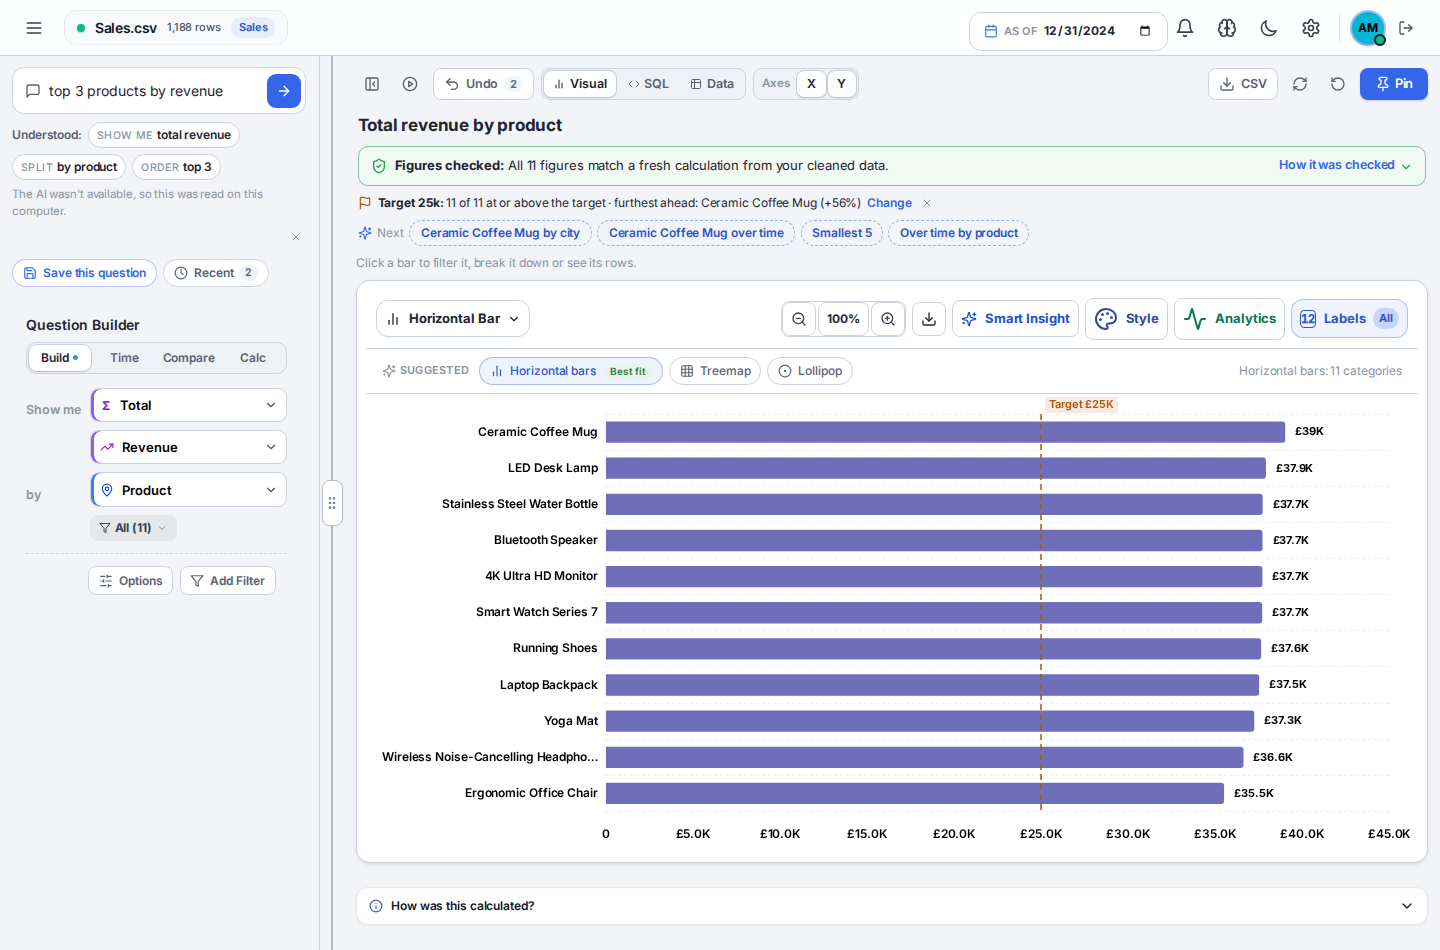 Sales.csv 1,188 rows Sales
AS OF 12/31/2024
AM
top 3 products by revenue
Understood: SHOW ME total revenue
SPLIT by product ORDER top 3
The AI wasn't available, so this was read on this
computer.
Save this question Recent 2
Question Builder
Build Time Compare Calc
Show me Σ Total
Revenue
by Product
All (11)
Options Add Filter
Undo 2 Visual SQL Data Axes X Y CSV Pin
Total revenue by product
Figures checked: All 11 figures match a fresh calculation from your cleaned data. How it was checked
Target 25k: 11 of 11 at or above the target · furthest ahead: Ceramic Coffee Mug (+56%) Change
Next Ceramic Coffee Mug by city Ceramic Coffee Mug over time Smallest 5 Over time by product
Click a bar to filter it, break it down or see its rows.
Horizontal Bar 100% Smart Insight Style Analytics 12 Labels All
SUGGESTED Horizontal bars Best fit Treemap Lollipop Horizontal bars: 11 categories
Target £25K
Ceramic Coffee Mug £39K
LED Desk Lamp £37.9K
Stainless Steel Water Bottle £37.7K
Bluetooth Speaker £37.7K
4K Ultra HD Monitor £37.7K
Smart Watch Series 7 £37.7K
Running Shoes £37.6K
Laptop Backpack £37.5K
Yoga Mat £37.3K
Wireless Noise-Cancelling Headpho... £36.6K
Ergonomic Office Chair £35.5K
0 £5.0K £10.0K £15.0K £20.0K £25.0K £30.0K £35.0K £40.0K £45.0K
How was this calculated?